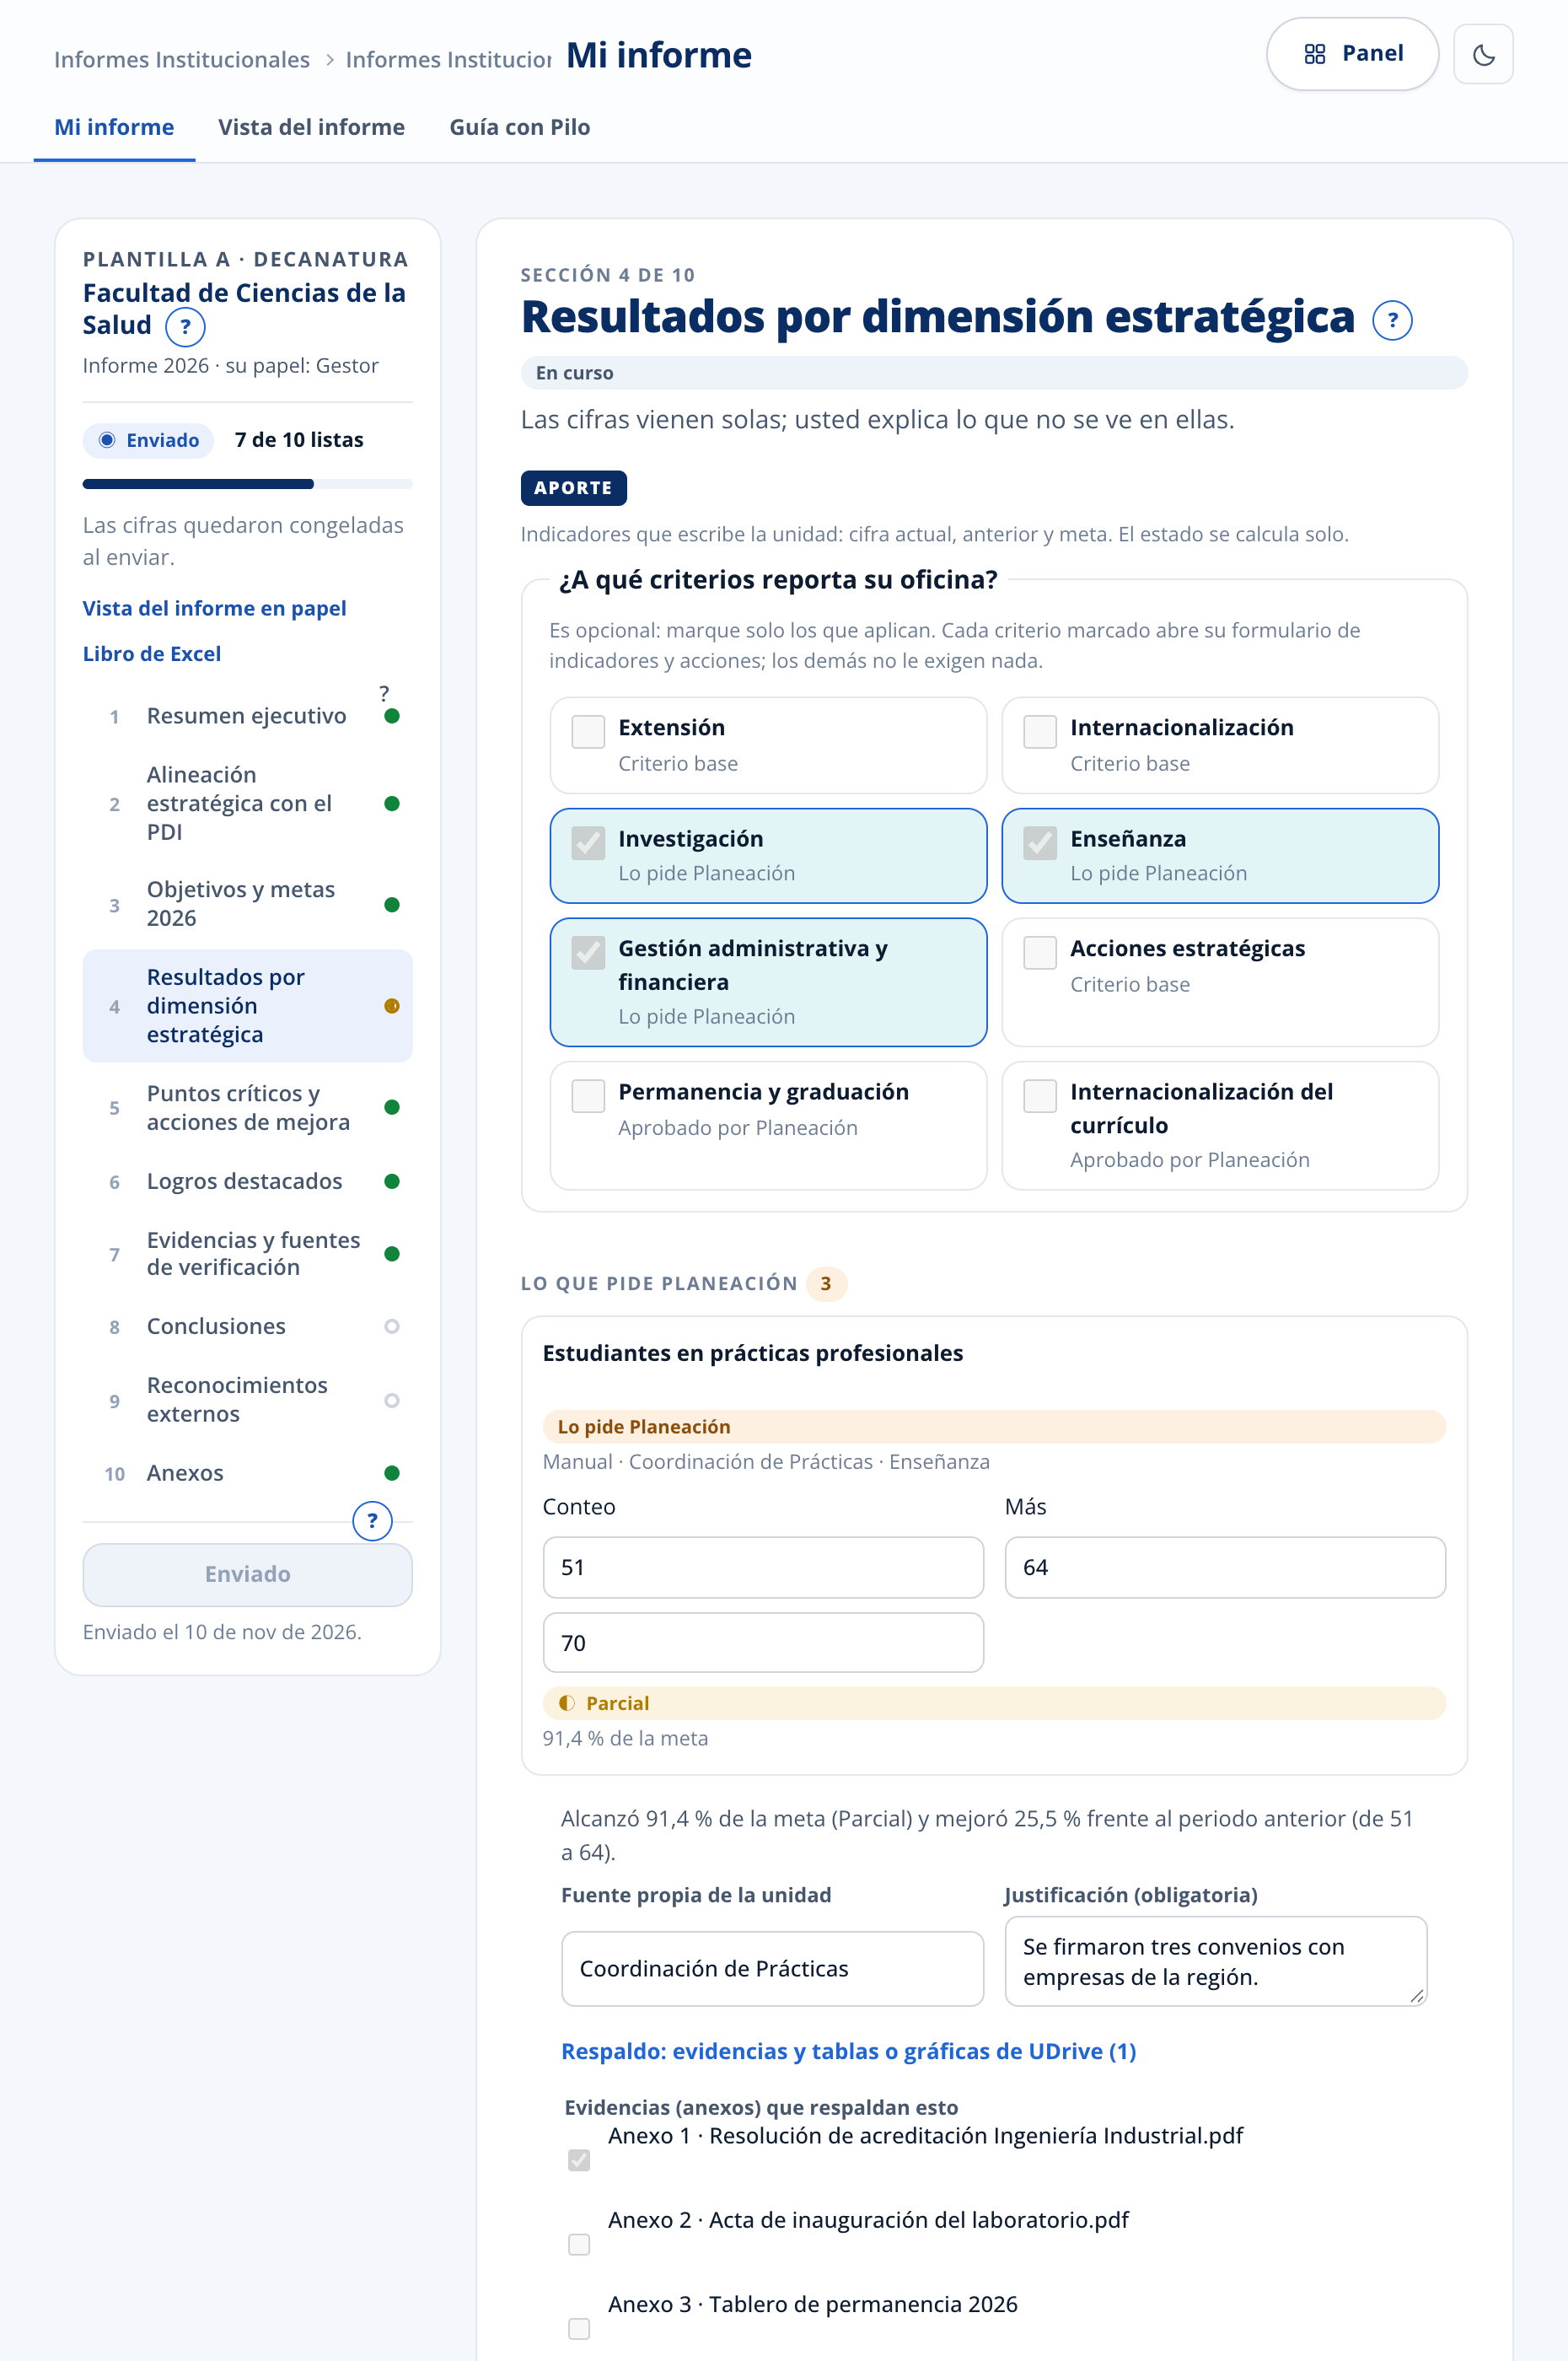 Informes Institucionales > Informes Institucior Mi informe
Panel
Mi informe
Vista del informe
Guía con Pilo
PLANTILLA A · DECANATURA
Facultad de Ciencias de la
Salud ?
Informe 2026 · su papel: Gestor
Enviado
7 de 10 listas
Las cifras quedaron congeladas
al enviar.
Vista del informe en papel
Libro de Excel
?
1 Resumen ejecutivo
2 Alineación
estratégica con el
PDI
3 Objetivos y metas
2026
4 Resultados por
dimensión
estratégica
5 Puntos críticos y
acciones de mejora
6 Logros destacados
7 Evidencias y fuentes
de verificación
8 Conclusiones
9 Reconocimientos
externos
10 Anexos
?
Enviado
Enviado el 10 de nov de 2026.
SECCIÓN 4 DE 10
Resultados por dimensión estratégica ?
En curso
Las cifras vienen solas; usted explica lo que no se ve en ellas.
APORTE
Indicadores que escribe la unidad: cifra actual, anterior y meta. El estado se calcula solo.
¿A qué criterios reporta su oficina?
Es opcional: marque solo los que aplican. Cada criterio marcado abre su formulario de
indicadores y acciones; los demás no le exigen nada.
Extensión
Criterio base
Internacionalización
Criterio base
Investigación
Lo pide Planeación
Enseñanza
Lo pide Planeación
Gestión administrativa y
financiera
Lo pide Planeación
Acciones estratégicas
Criterio base
Permanencia y graduación
Aprobado por Planeación
Internacionalización del
currículo
Aprobado por Planeación
LO QUE PIDE PLANEACIÓN 3
Estudiantes en prácticas profesionales
Lo pide Planeación
Manual · Coordinación de Prácticas · Enseñanza
Conteo
Más
51
64
70
Parcial
91,4 % de la meta
Alcanzó 91,4 % de la meta (Parcial) y mejoró 25,5 % frente al periodo anterior (de 51
a 64).
Fuente propia de la unidad
Justificación (obligatoria)
Coordinación de Prácticas
Se firmaron tres convenios con
empresas de la región.
Respaldo: evidencias y tablas o gráficas de UDrive (1)
Evidencias (anexos) que respaldan esto
Anexo 1 · Resolución de acreditación Ingeniería Industrial.pdf
Anexo 2 · Acta de inauguración del laboratorio.pdf
Anexo 3 · Tablero de permanencia 2026